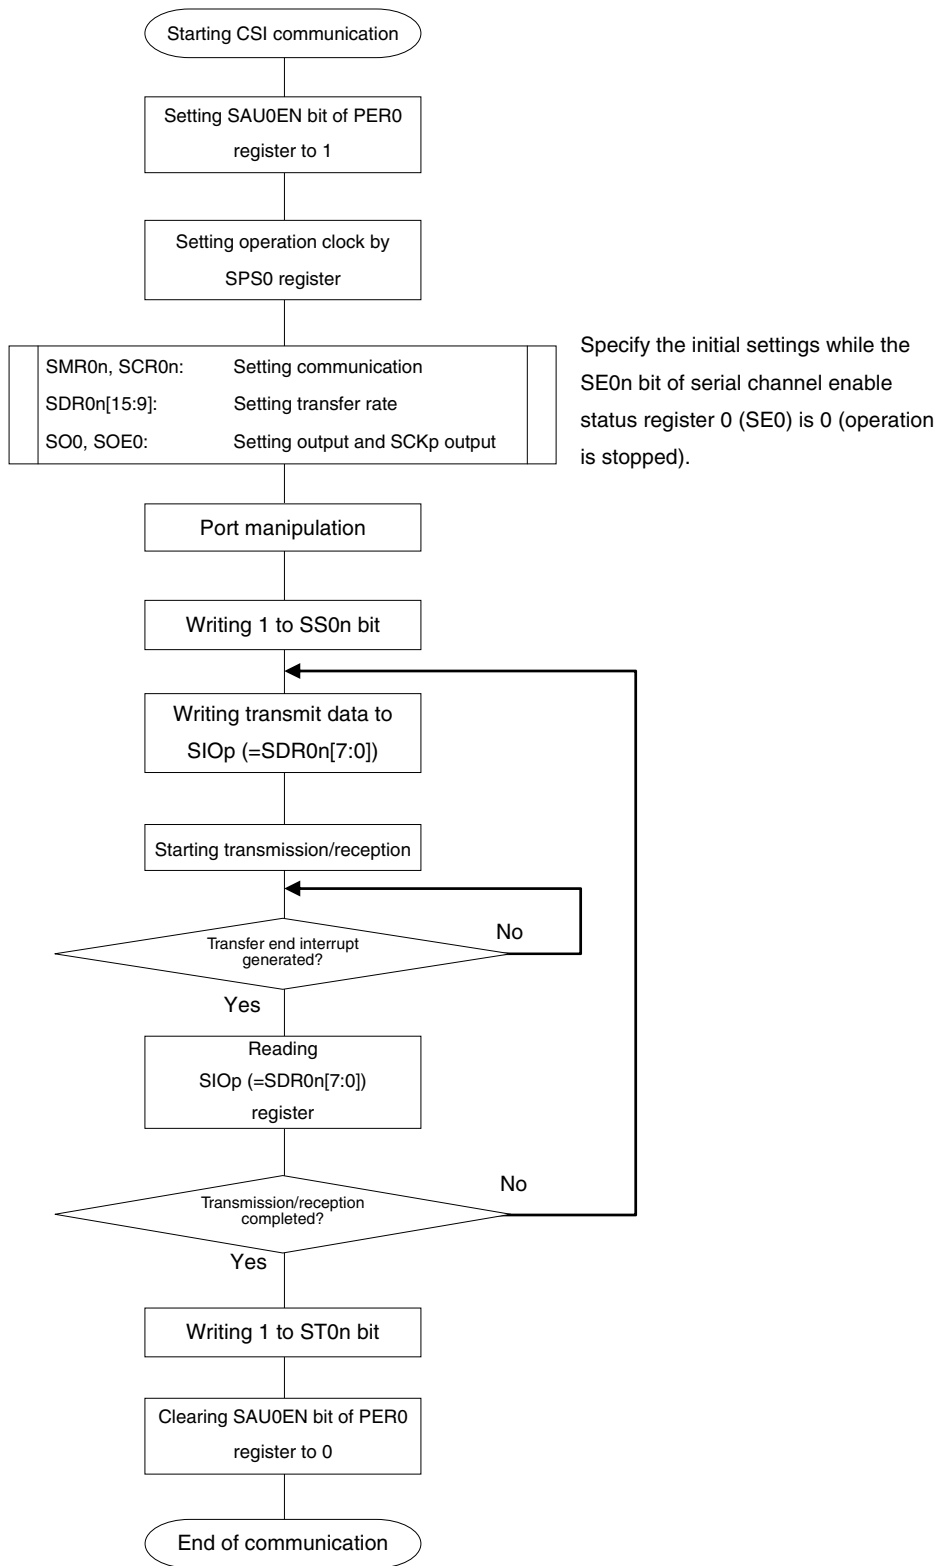 Starting CSI communication
Setting SAU0EN bit of PER0
register to 1
Setting operation clock by
SPS0 register
SMR0n, SCR0n: Setting communication
SDR0n[15:9]: Setting transfer rate
SO0, SOE0: Setting output and SCKp output
Specify the initial settings while the
SE0n bit of serial channel enable
status register 0 (SE0) is 0 (operation
is stopped).
Port manipulation
Writing 1 to SS0n bit
Writing transmit data to
SIOp (=SDR0n[7:0])
Starting transmission/reception
Transfer end interrupt
generated?
No
Yes
Reading
SIOp (=SDR0n[7:0])
register
Transmission/reception
completed?
No
Yes
Writing 1 to ST0n bit
Clearing SAU0EN bit of PER0
register to 0
End of communication